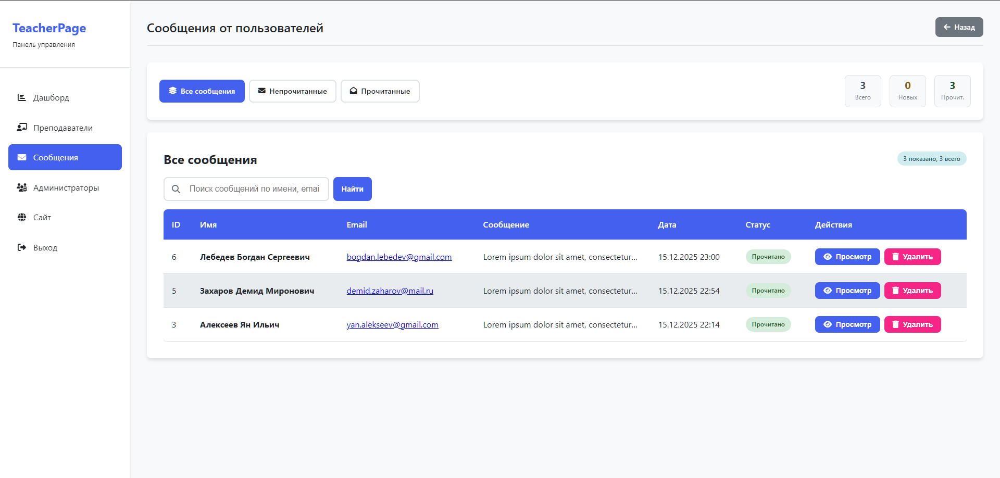 TeacherPage
Панель управления
Дашборд
Преподаватели
Сообщения
Администраторы
Сайт
Выход
Сообщения от пользователей
Назад
Все сообщения
Непрочитанные
Прочитанные
3
Всего
0
Новых
3
Прочит.
Все сообщения
3 показано, 3 всего
Поиск сообщений по имени, emai
Найти
ID Имя Email Сообщение Дата Статус Действия
6 Лебедев Богдан Сергеевич bogdan.lebedev@gmail.com Lorem ipsum dolor sit amet, consectetur... 15.12.2025 23:00 Прочитано Просмотр Удалить
5 Захаров Демид Миронович demid.zaharov@mail.ru Lorem ipsum dolor sit amet, consectetur... 15.12.2025 22:54 Прочитано Просмотр Удалить
3 Алексеев Ян Ильич yan.alekseev@gmail.com Lorem ipsum dolor sit amet, consectetur... 15.12.2025 22:14 Прочитано Просмотр Удалить